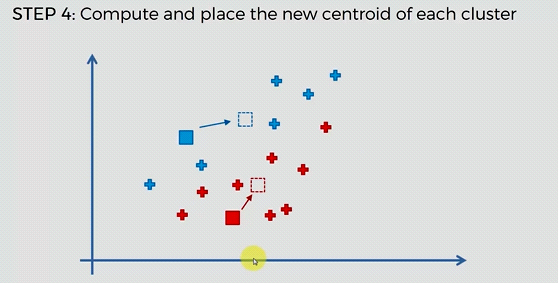 STEP 4: Compute and place the new centroid of each cluster